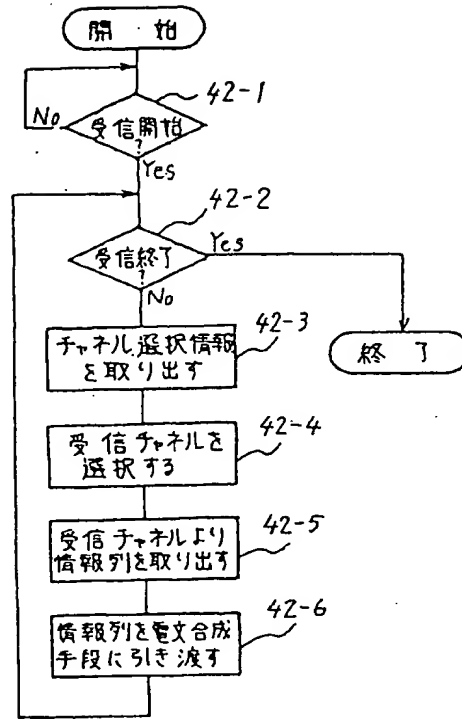 開始
42-1
No
受信開始
?
Yes
42-2
Yes
受信終了
?
No
終了
42-3
チャネル選択情報
を取り出す
42-4
受信チャネルを
選択する
42-5
受信チャネルより
情報列を取り出す
42-6
情報列を電文合成
手段に引き渡す